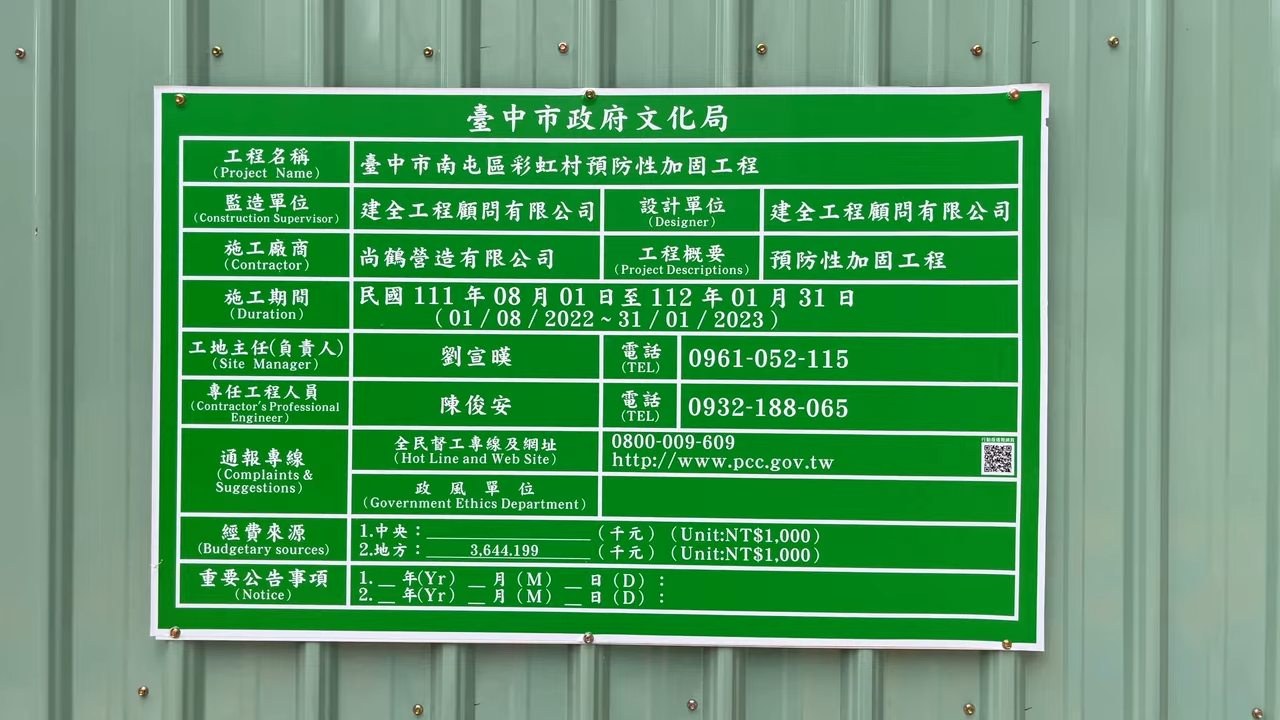 臺中市政府文化局
工程名稱
(Project Name)
臺中市南屯區彩虹村預防性加固工程
監造單位
(Construction Supervisor)
建全工程顧問有限公司
設計單位
(Designer)
建全工程顧問有限公司
施工廠商
(Contractor)
尚鶴營造有限公司
工程概要
(Project Descriptions)
預防性加固工程
施工期間
(Duration)
民國 111 年 08 月 01 日至 112 年 01 月 31 日
( 01 / 08 / 2022 ~ 31 / 01 / 2023 )
工地主任(負責人)
(Site Manager)
劉宣暵
電話
(TEL)
0961-052-115
專任工程人員
(Contractor's Professional
Engineer)
陳俊安
電話
(TEL)
0932-188-065
通報專線
(Complaints &
Suggestions)
全民督工專線及網址
(Hot Line and Web Site)
0800-009-609
http://www.pcc.gov.tw
政風單位
(Government Ethics Department)
經費來源
(Budgetary sources)
1.中央：＿＿＿＿（千元）（Unit:NT$1,000）
2.地方： 3,644.199 （千元）（Unit:NT$1,000）
重要公告事項
(Notice)
1. __ 年(Yr) __ 月(M) __ 日(D)：
2. __ 年(Yr) __ 月(M) __ 日(D)：